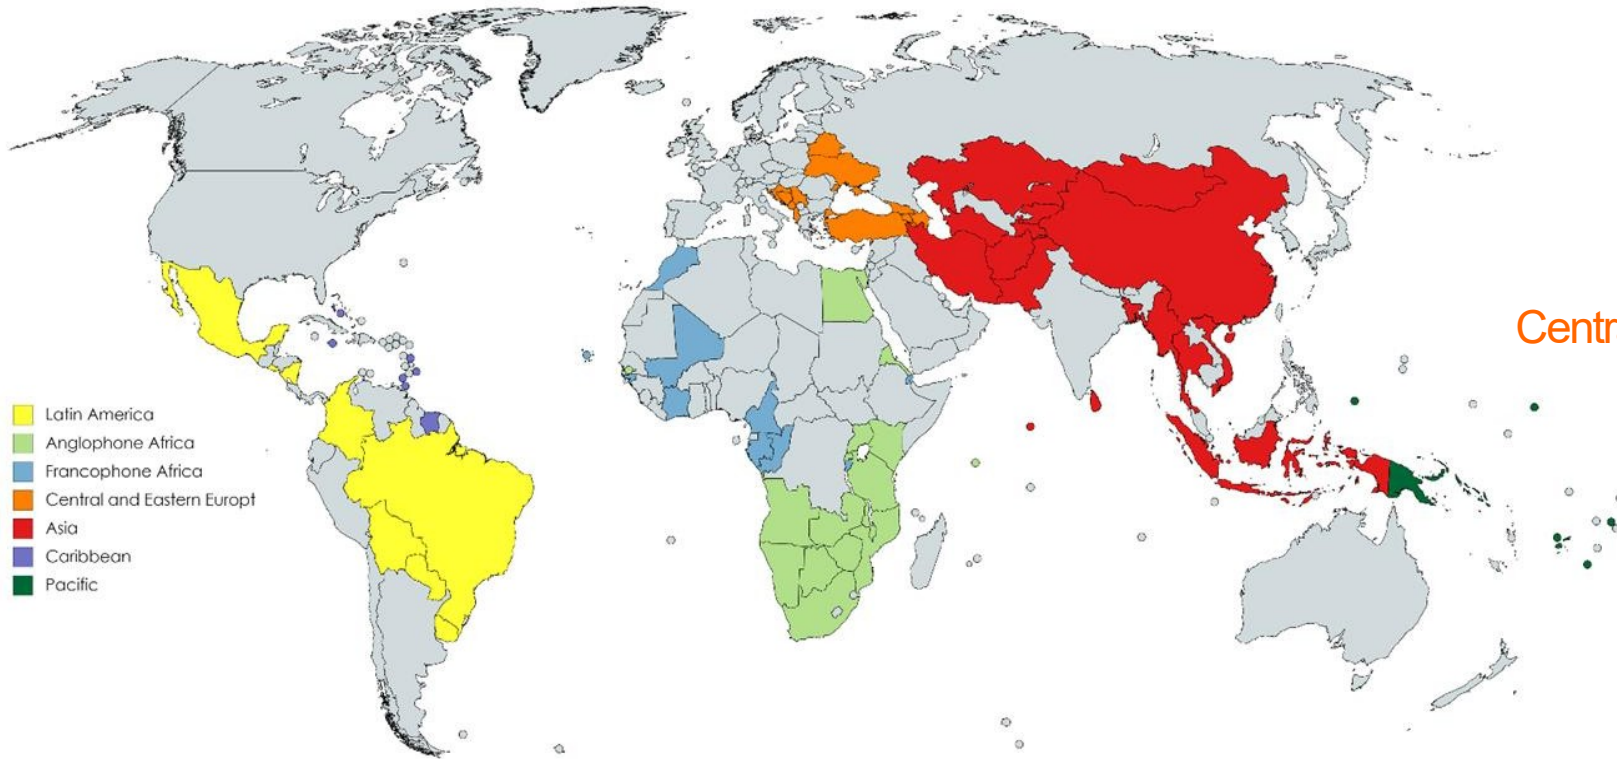 Centr
Latin America
Anglophone Africa
Francophone Africa
Central and Eastern Europt
Asia
Caribbean
Pacific